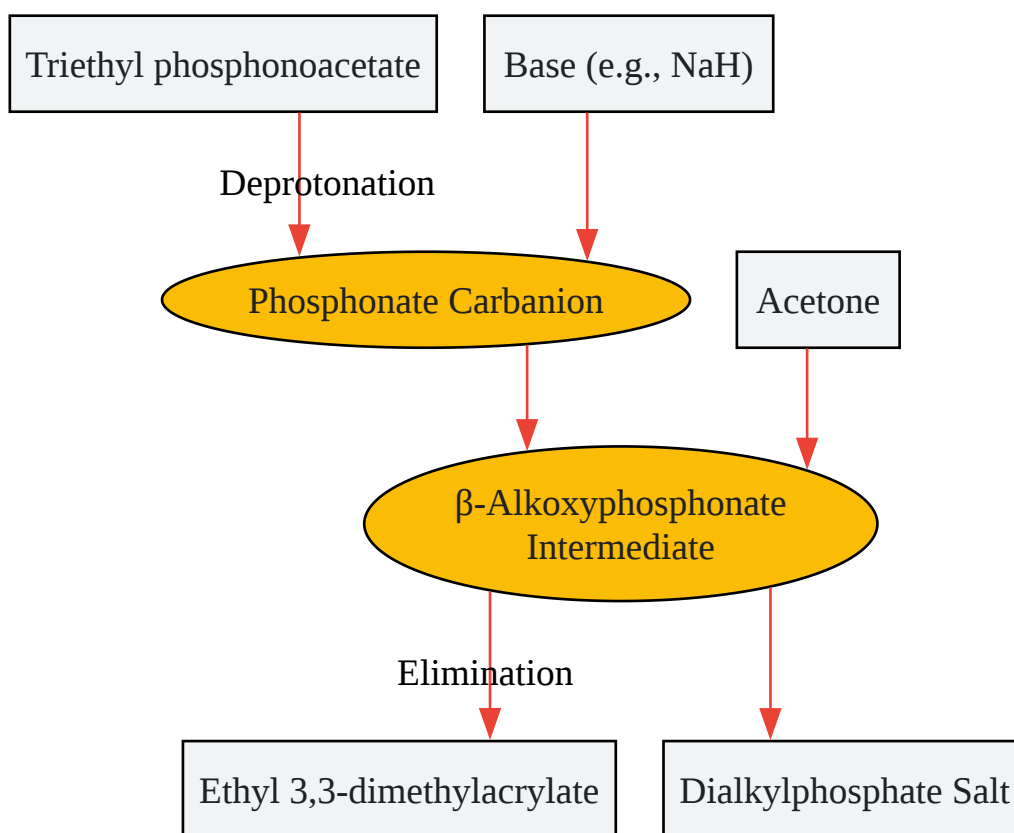 Triethyl phosphonoacetate
Base (e.g., NaH)
Deprotonation
Phosphonate Carbanion
Acetone
β-Alkoxyphosphonate
Intermediate
Elimination
Ethyl 3,3-dimethylacrylate
Dialkylphosphate Salt